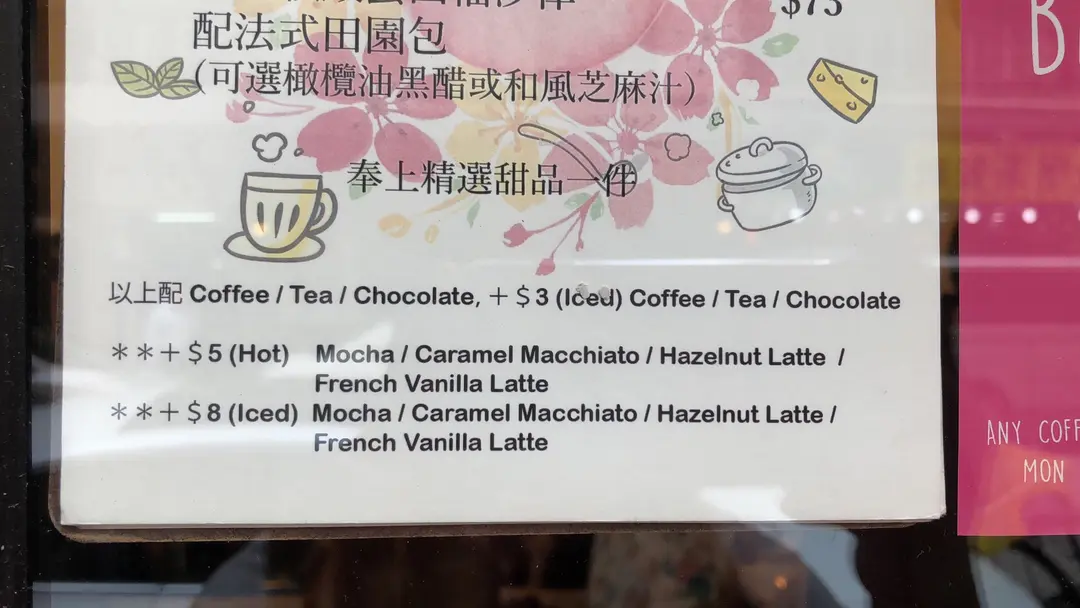 $73
配法式田園包
(可選橄欖油黑醋或和風芝麻汁)
奉上精選甜品一件
以上配 Coffee / Tea / Chocolate, ＋＄3 (Iced) Coffee / Tea / Chocolate
＊＊＋＄5 (Hot) Mocha / Caramel Macchiato / Hazelnut Latte /
French Vanilla Latte
＊＊＋＄8 (Iced) Mocha / Caramel Macchiato / Hazelnut Latte /
French Vanilla Latte
ANY COFF
MON